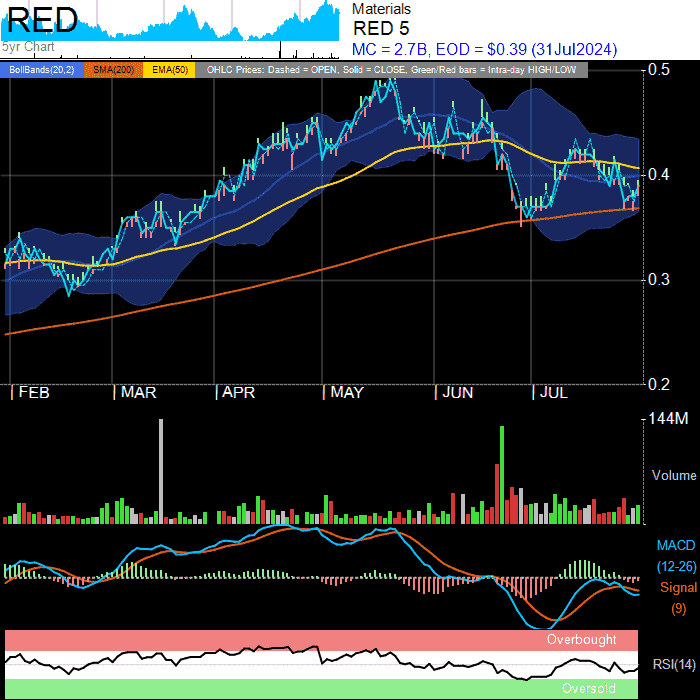 RED
5yr Chart
Materials
RED 5
MC = 2.7B, EOD = $0.39 (31Jul2024)
BollBands(20,2) SMA(200) EMA(50) OHLC Prices: Dashed = OPEN, Solid = CLOSE, Green/Red bars = Intra-day HIGH/LOW
0.5
0.4
0.3
0.2
FEB MAR APR MAY JUN JUL
144M
Volume
MACD
(12-26)
Signal
(9)
Overbought
RSI(14)
Oversold